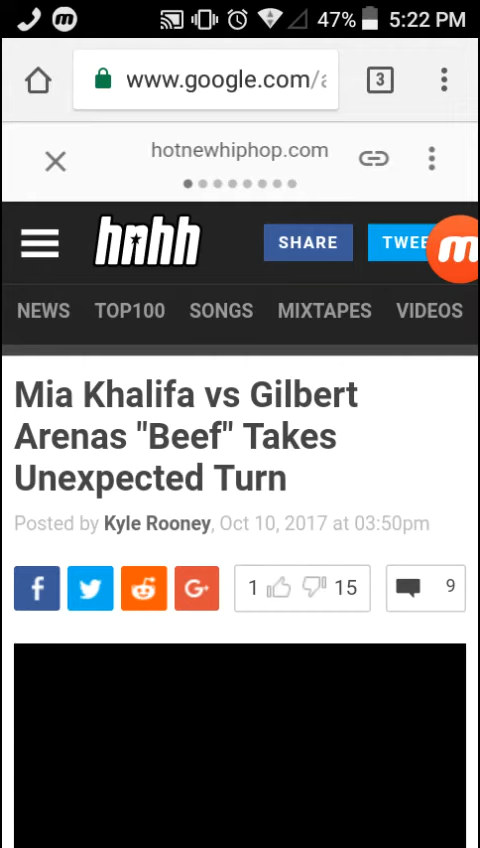 47% 5:22 PM
www.google.com/a
3
hotnewhiphop.com
hnhh
SHARE
TWEE
m
NEWS TOP100 SONGS MIXTAPES VIDEOS
Mia Khalifa vs Gilbert
Arenas "Beef" Takes
Unexpected Turn
Posted by Kyle Rooney, Oct 10, 2017 at 03:50pm
f G+ 1 15 9